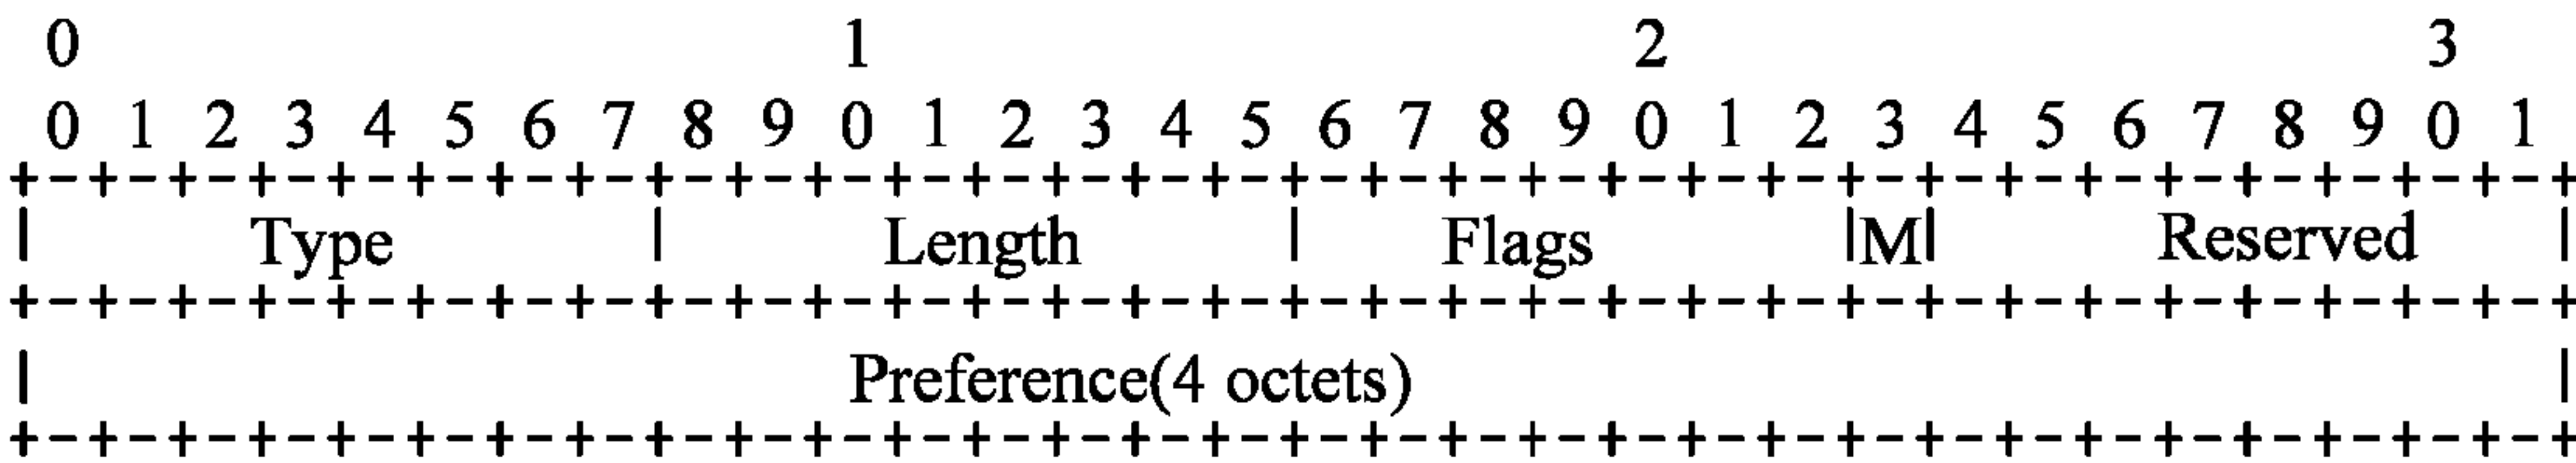 0 1 2 3
0 1 2 3 4 5 6 7 8 9 0 1 2 3 4 5 6 7 8 9 0 1 2 3 4 5 6 7 8 9 0 1
+-+-+-+-+-+-+-+-+-+-+-+-+-+-+-+-+-+-+-+-+-+-+-+-+-+-+-+-+-+-+-+-+
| Type | Length | Flags |M| Reserved |
+-+-+-+-+-+-+-+-+-+-+-+-+-+-+-+-+-+-+-+-+-+-+-+-+-+-+-+-+-+-+-+-+
| Preference(4 octets) |
+-+-+-+-+-+-+-+-+-+-+-+-+-+-+-+-+-+-+-+-+-+-+-+-+-+-+-+-+-+-+-+-+